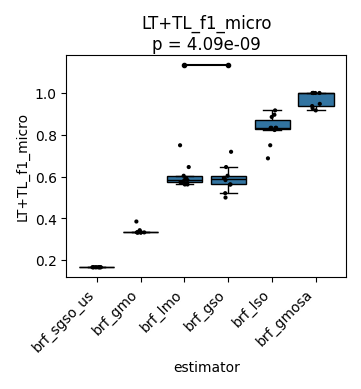 LT+TL_f1_micro
p = 4.09e-09
LT+TL_f1_micro
1.0
0.8
0.6
0.4
0.2
brf_sgso_us
brf_gmo
brf_lmo
brf_gso
brf_lso
brf_gmosa
estimator